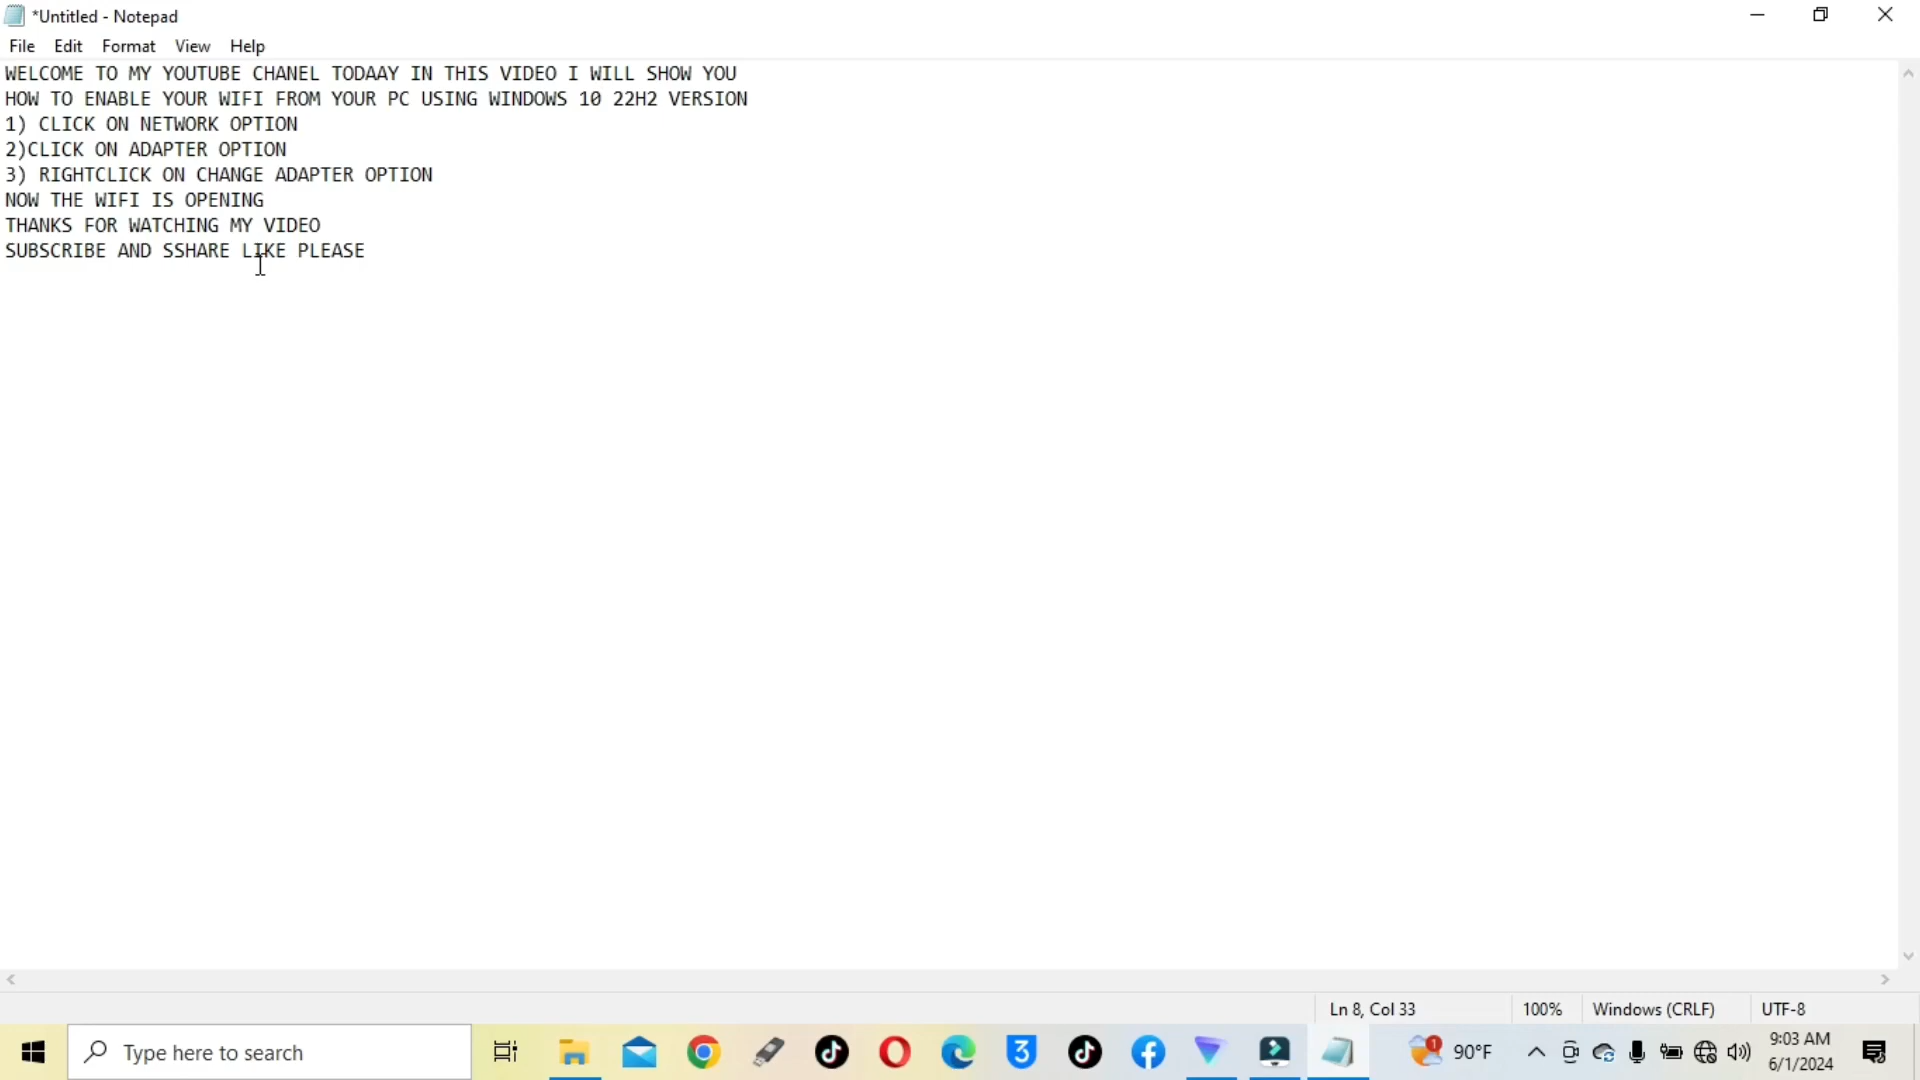 *Untitled - Notepad
File Edit Format View Help
WELCOME TO MY YOUTUBE CHANEL TODAAY IN THIS VIDEO I WILL SHOW YOU
HOW TO ENABLE YOUR WIFI FROM YOUR PC USING WINDOWS 10 22H2 VERSION
1) CLICK ON NETWORK OPTION
2)CLICK ON ADAPTER OPTION
3) RIGHTCLICK ON CHANGE ADAPTER OPTION
NOW THE WIFI IS OPENING
THANKS FOR WATCHING MY VIDEO
SUBSCRIBE AND SSHARE LIKE PLEASE
Ln 8, Col 33 100% Windows (CRLF) UTF-8
Type here to search 3 1 90°F 9:03 AM
6/1/2024